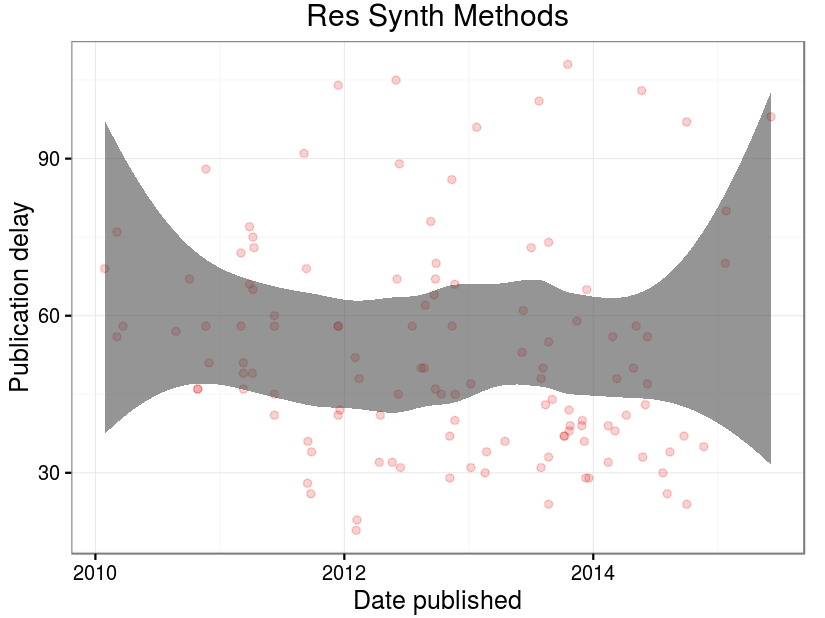 Res Synth Methods
Publication delay
90
60
30
2010
2012
2014
Date published